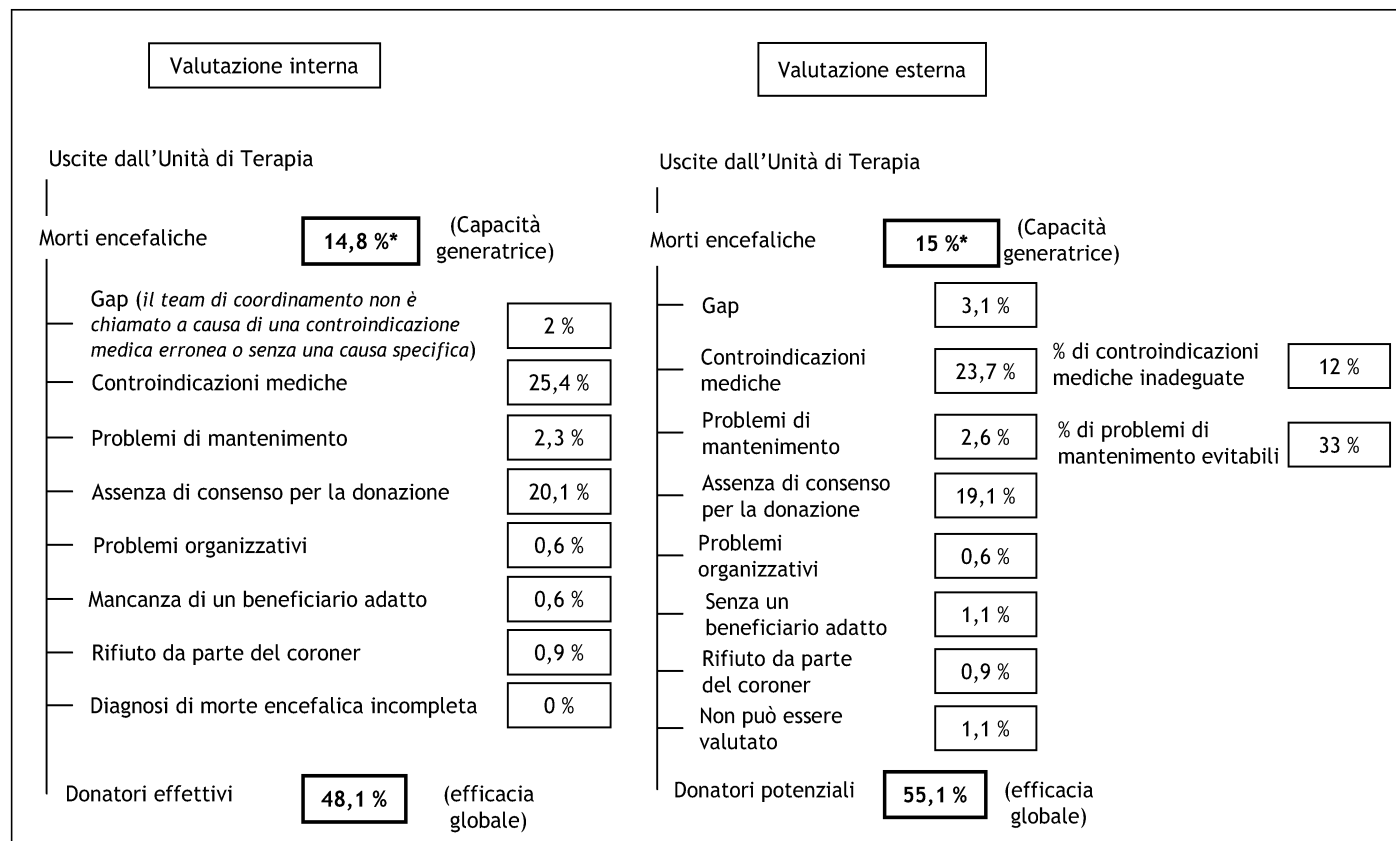 Valutazione interna
Uscite dall’Unità di Terapia
Morti encefaliche
14,8 %*
(Capacità
generatrice)
Gap (il team di coordinamento non è
chiamato a causa di una controindicazione
medica erronea o senza una causa specifica)
2 %
Controindicazioni mediche
25,4 %
Problemi di mantenimento
2,3 %
Assenza di consenso per la donazione
20,1 %
Problemi organizzativi
0,6 %
Mancanza di un beneficiario adatto
0,6 %
Rifiuto da parte del coroner
0,9 %
Diagnosi di morte encefalica incompleta
0 %
Donatori effettivi
48,1 %
(efficacia
globale)
Valutazione esterna
Uscite dall’Unità di Terapia
Morti encefaliche
15 %*
(Capacità
generatrice)
Gap
3,1 %
Controindicazioni
mediche
23,7 %
% di controindicazioni
mediche inadeguate
12 %
Problemi di
mantenimento
2,6 %
% di problemi di
mantenimento evitabili
33 %
Assenza di consenso
per la donazione
19,1 %
Problemi
organizzativi
0,6 %
Senza un
beneficiario adatto
1,1 %
Rifiuto da parte
del coroner
0,9 %
Non può essere
valutato
1,1 %
Donatori potenziali
55,1 %
(efficacia
globale)